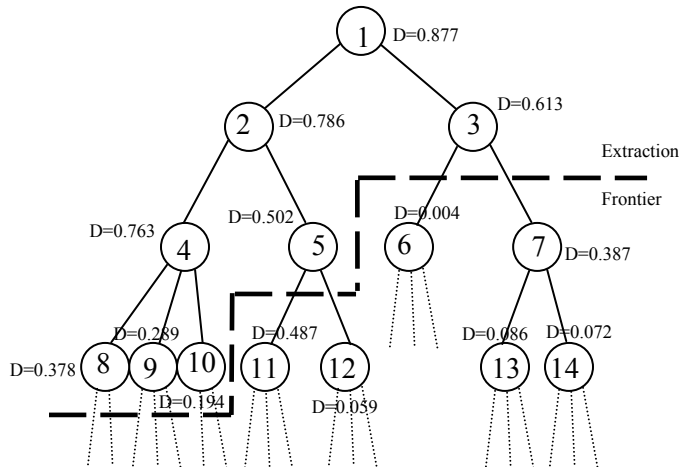 1
D=0.877
2
D=0.786
3
D=0.613
Extraction
Frontier
D=0.763
4
D=0.502
5
D=0.004
6
7
D=0.387
D=0.378
8
D=0.289
9
10
D=0.194
D=0.487
11
12
D=0.059
D=0.086
13
D=0.072
14